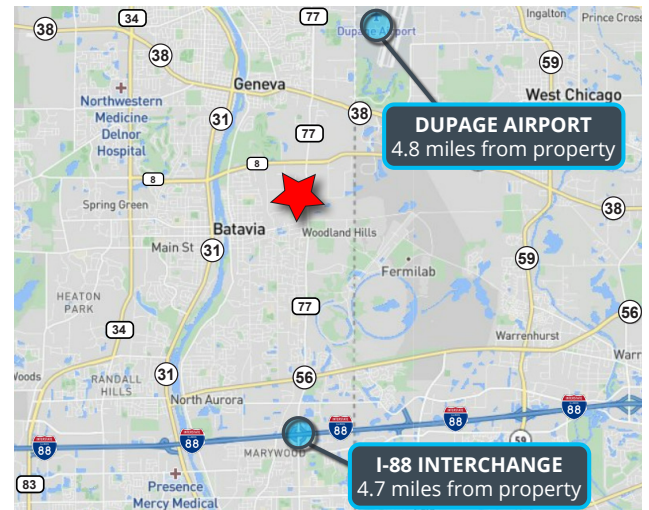 34
77
Ingalton
Prince Cross
38
DuPage Airport
38
59
Geneva
West Chicago
Northwestern
Medicine
Delnor
Hospital
31
38
DUPAGE AIRPORT
4.8 miles from property
77
8
8
Spring Green
38
Batavia
Woodland Hills
Main St
31
59
Fermilab
HEATON
PARK
77
56
34
Warrenhurst
Warr
Woods
RANDALL
HILLS
31
56
North Aurora
88
88
88
88
88
59
MARYWOOD
I-88 INTERCHANGE
4.7 miles from property
83
Presence
Mercy Medical